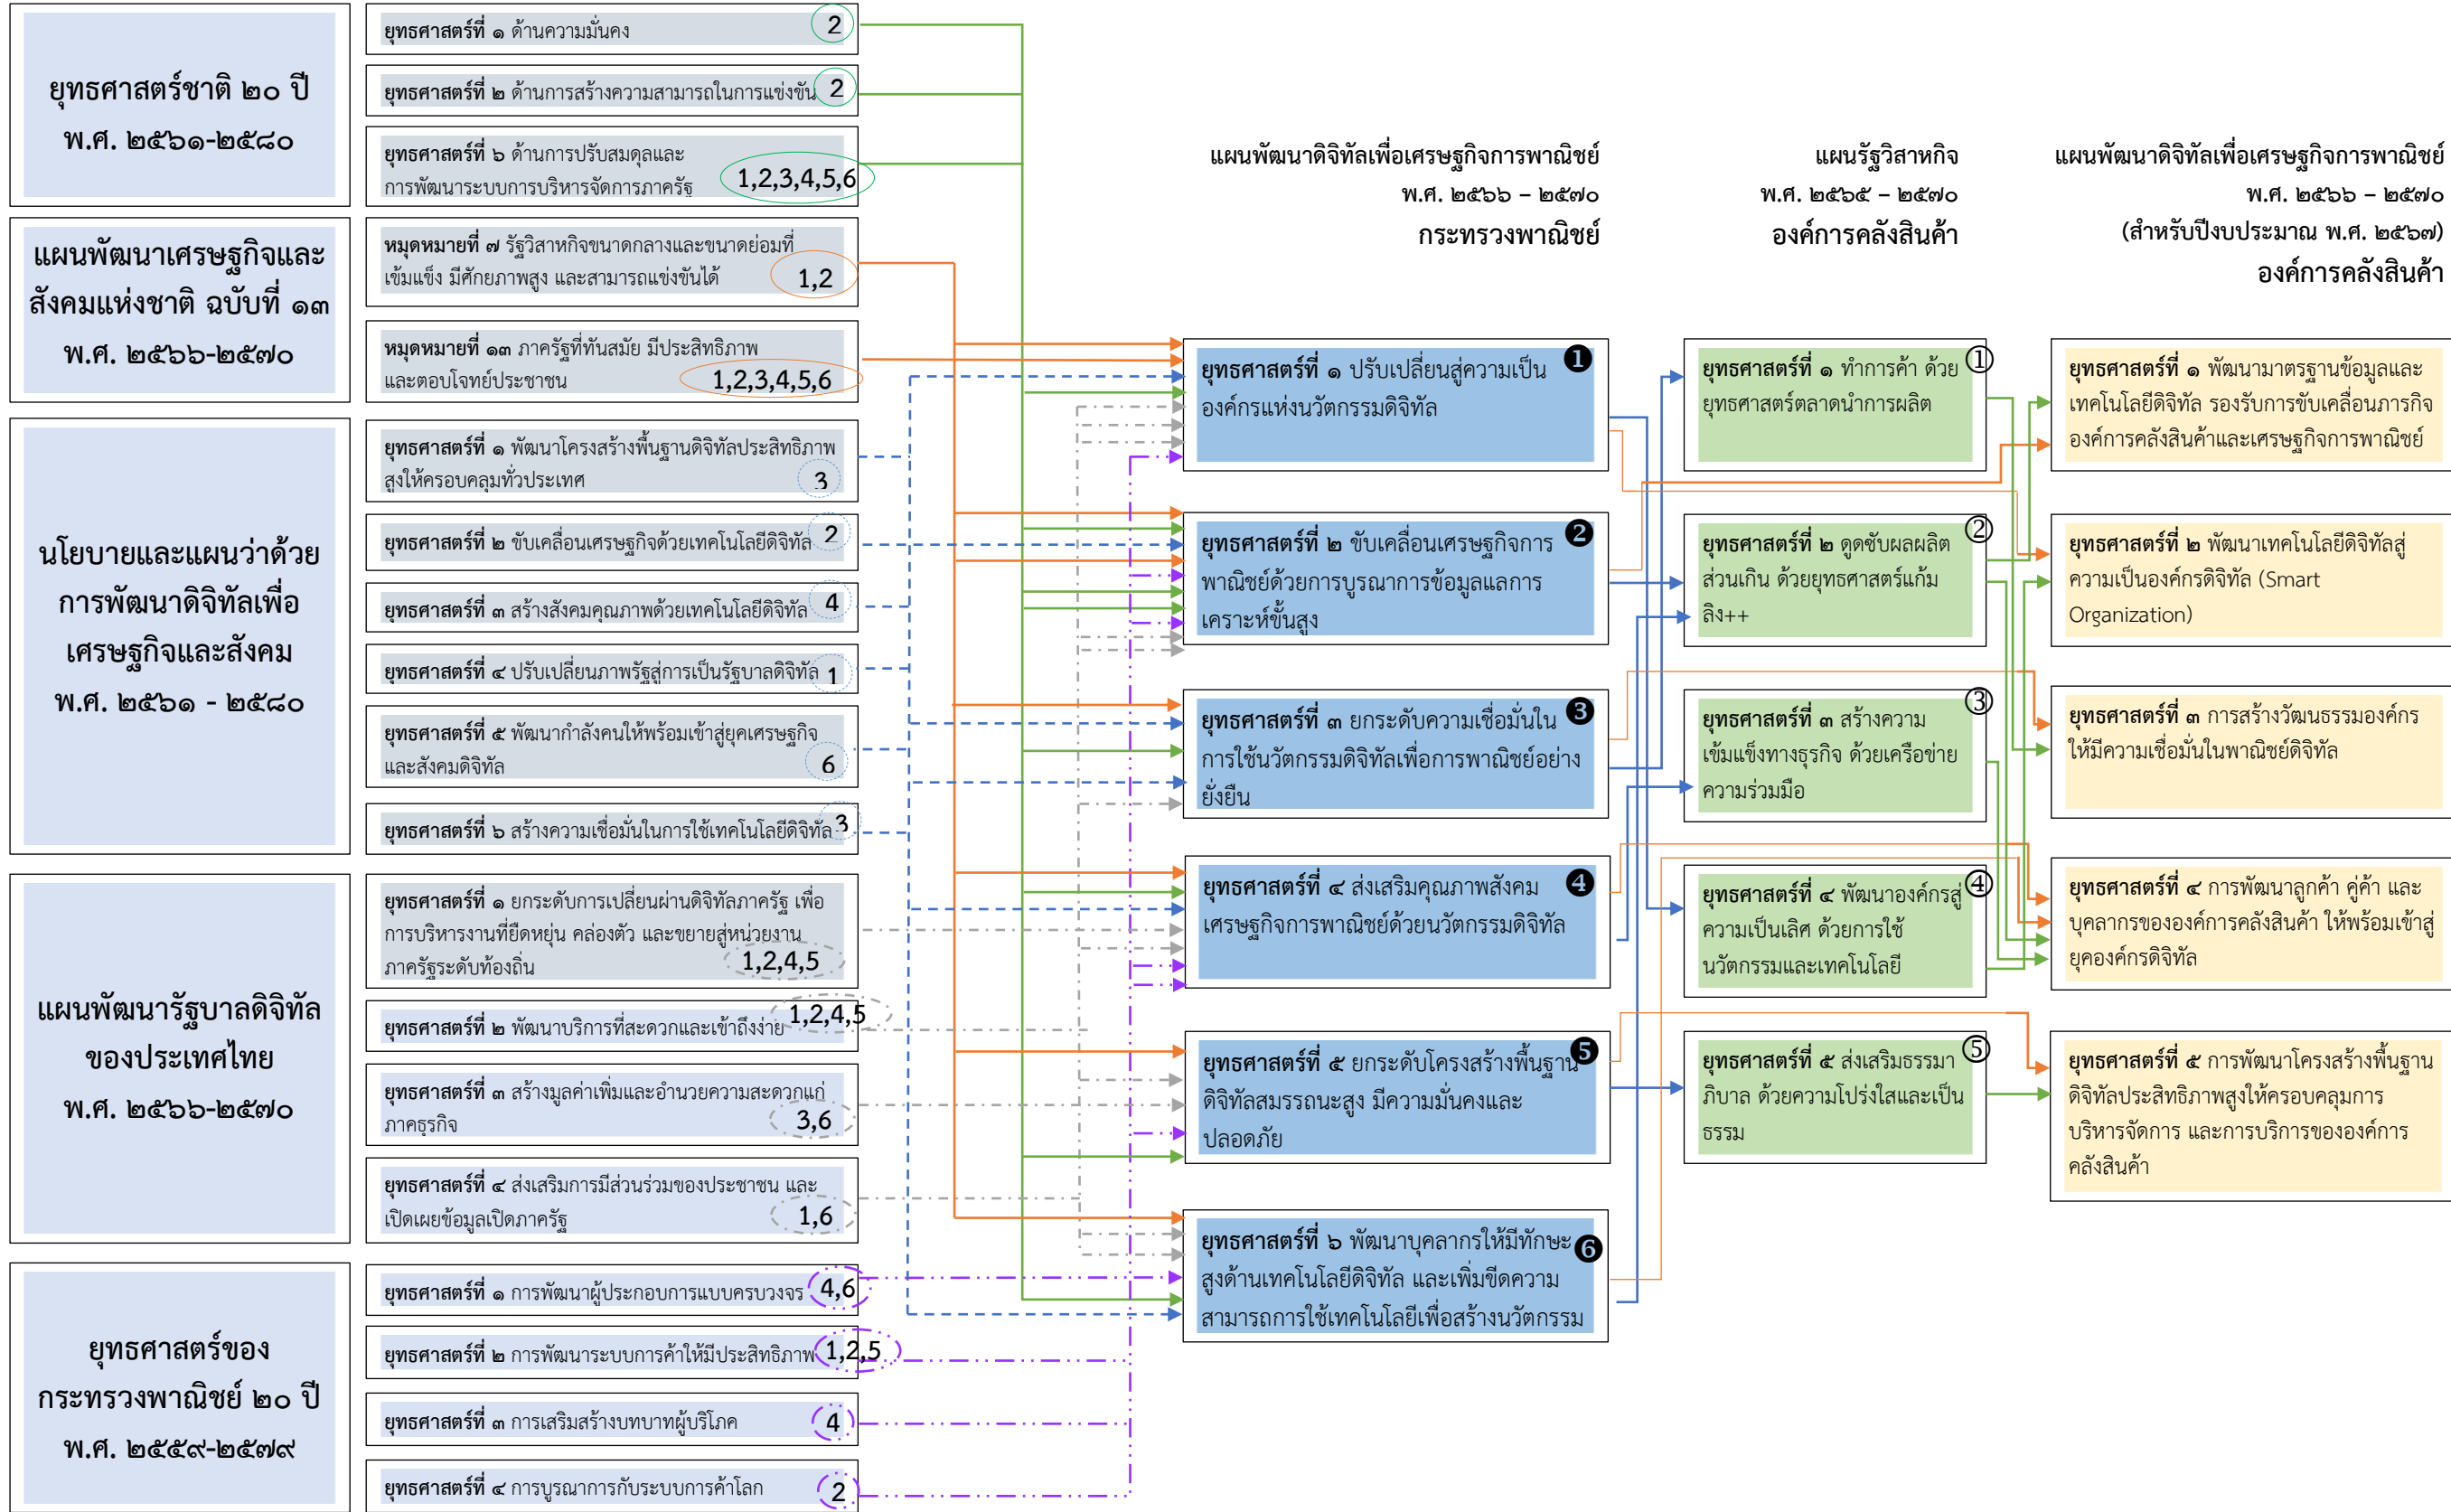 ยุทธศาสตร์ชาติ ๒๐ ปี
พ.ศ. ๒๕๖๑-๒๕๘๐
ยุทธศาสตร์ที่ ๑ ด้านความมั่นคง 2
ยุทธศาสตร์ที่ ๒ ด้านการสร้างความสามารถในการแข่งขัน 2
ยุทธศาสตร์ที่ ๖ ด้านการปรับสมดุลและ
การพัฒนาระบบการบริหารจัดการภาครัฐ 1,2,3,4,5,6
แผนพัฒนาเศรษฐกิจและ
สังคมแห่งชาติ ฉบับที่ ๑๓
พ.ศ. ๒๕๖๖-๒๕๗๐
หมุดหมายที่ ๗ รัฐวิสาหกิจขนาดกลางและขนาดย่อมที่
เข้มแข็ง มีศักยภาพสูง และสามารถแข่งขันได้ 1,2
หมุดหมายที่ ๑๓ ภาครัฐที่ทันสมัย มีประสิทธิภาพ
และตอบโจทย์ประชาชน 1,2,3,4,5,6
นโยบายและแผนว่าด้วย
การพัฒนาดิจิทัลเพื่อ
เศรษฐกิจและสังคม
พ.ศ. ๒๕๖๑ - ๒๕๘๐
ยุทธศาสตร์ที่ ๑ พัฒนาโครงสร้างพื้นฐานดิจิทัลประสิทธิภาพ
สูงให้ครอบคลุมทั่วประเทศ 3
ยุทธศาสตร์ที่ ๒ ขับเคลื่อนเศรษฐกิจด้วยเทคโนโลยีดิจิทัล 2
ยุทธศาสตร์ที่ ๓ สร้างสังคมคุณภาพด้วยเทคโนโลยีดิจิทัล 4
ยุทธศาสตร์ที่ ๔ ปรับเปลี่ยนภาพรัฐสู่การเป็นรัฐบาลดิจิทัล 1
ยุทธศาสตร์ที่ ๕ พัฒนากำลังคนให้พร้อมเข้าสู่ยุคเศรษฐกิจ
และสังคมดิจิทัล 6
ยุทธศาสตร์ที่ ๖ สร้างความเชื่อมั่นในการใช้เทคโนโลยีดิจิทัล 3
แผนพัฒนารัฐบาลดิจิทัล
ของประเทศไทย
พ.ศ. ๒๕๖๖-๒๕๗๐
ยุทธศาสตร์ที่ ๑ ยกระดับการเปลี่ยนผ่านดิจิทัลภาครัฐ เพื่อ
การบริหารงานที่ยืดหยุ่น คล่องตัว และขยายสู่หน่วยงาน
ภาครัฐระดับท้องถิ่น 1,2,4,5
ยุทธศาสตร์ที่ ๒ พัฒนาบริการที่สะดวกและเข้าถึงง่าย 1,2,4,5
ยุทธศาสตร์ที่ ๓ สร้างมูลค่าเพิ่มและอำนวยความสะดวกแก่
ภาคธุรกิจ 3,6
ยุทธศาสตร์ที่ ๔ ส่งเสริมการมีส่วนร่วมของประชาชน และ
เปิดเผยข้อมูลเปิดภาครัฐ 1,6
ยุทธศาสตร์ของ
กระทรวงพาณิชย์ ๒๐ ปี
พ.ศ. ๒๕๕๙-๒๕๗๙
ยุทธศาสตร์ที่ ๑ การพัฒนาผู้ประกอบการแบบครบวงจร 4,6
ยุทธศาสตร์ที่ ๒ การพัฒนาระบบการค้าให้มีประสิทธิภาพ 1,2,5
ยุทธศาสตร์ที่ ๓ การเสริมสร้างบทบาทผู้บริโภค 4
ยุทธศาสตร์ที่ ๔ การบูรณาการกับระบบการค้าโลก 2
แผนพัฒนาดิจิทัลเพื่อเศรษฐกิจการพาณิชย์
พ.ศ. ๒๕๖๖ – ๒๕๗๐
กระทรวงพาณิชย์
ยุทธศาสตร์ที่ ๑ ปรับเปลี่ยนสู่ความเป็น ❶
องค์กรแห่งนวัตกรรมดิจิทัล
ยุทธศาสตร์ที่ ๒ ขับเคลื่อนเศรษฐกิจการ ❷
พาณิชย์ด้วยการบูรณาการข้อมูลแลการ
เคราะห์ขั้นสูง
ยุทธศาสตร์ที่ ๓ ยกระดับความเชื่อมั่นใน ❸
การใช้นวัตกรรมดิจิทัลเพื่อการพาณิชย์อย่าง
ยั่งยืน
ยุทธศาสตร์ที่ ๔ ส่งเสริมคุณภาพสังคม ❹
เศรษฐกิจการพาณิชย์ด้วยนวัตกรรมดิจิทัล
ยุทธศาสตร์ที่ ๕ ยกระดับโครงสร้างพื้นฐาน ❺
ดิจิทัลสมรรถนะสูง มีความมั่นคงและ
ปลอดภัย
ยุทธศาสตร์ที่ ๖ พัฒนาบุคลากรให้มีทักษะ ❻
สูงด้านเทคโนโลยีดิจิทัล และเพิ่มขีดความ
สามารถการใช้เทคโนโลยีเพื่อสร้างนวัตกรรม
แผนรัฐวิสาหกิจ
พ.ศ. ๒๕๖๕ – ๒๕๗๐
องค์การคลังสินค้า
ยุทธศาสตร์ที่ ๑ ทำการค้า ด้วย ①
ยุทธศาสตร์ตลาดนำการผลิต
ยุทธศาสตร์ที่ ๒ ดูดซับผลผลิต ②
ส่วนเกิน ด้วยยุทธศาสตร์แก้ม
ลิง++
ยุทธศาสตร์ที่ ๓ สร้างความ ③
เข้มแข็งทางธุรกิจ ด้วยเครือข่าย
ความร่วมมือ
ยุทธศาสตร์ที่ ๔ พัฒนาองค์กรสู่ ④
ความเป็นเลิศ ด้วยการใช้
นวัตกรรมและเทคโนโลยี
ยุทธศาสตร์ที่ ๕ ส่งเสริมธรรมา ⑤
ภิบาล ด้วยความโปร่งใสและเป็น
ธรรม
แผนพัฒนาดิจิทัลเพื่อเศรษฐกิจการพาณิชย์
พ.ศ. ๒๕๖๖ – ๒๕๗๐
(สำหรับปีงบประมาณ พ.ศ. ๒๕๖๗)
องค์การคลังสินค้า
ยุทธศาสตร์ที่ ๑ พัฒนามาตรฐานข้อมูลและ
เทคโนโลยีดิจิทัล รองรับการขับเคลื่อนภารกิจ
องค์การคลังสินค้าและเศรษฐกิจการพาณิชย์
ยุทธศาสตร์ที่ ๒ พัฒนาเทคโนโลยีดิจิทัลสู่
ความเป็นองค์กรดิจิทัล (Smart
Organization)
ยุทธศาสตร์ที่ ๓ การสร้างวัฒนธรรมองค์กร
ให้มีความเชื่อมั่นในพาณิชย์ดิจิทัล
ยุทธศาสตร์ที่ ๔ การพัฒนาลูกค้า คู่ค้า และ
บุคลากรขององค์การคลังสินค้า ให้พร้อมเข้าสู่
ยุคองค์กรดิจิทัล
ยุทธศาสตร์ที่ ๕ การพัฒนาโครงสร้างพื้นฐาน
ดิจิทัลประสิทธิภาพสูงให้ครอบคลุมการ
บริหารจัดการ และการบริการขององค์การ
คลังสินค้า